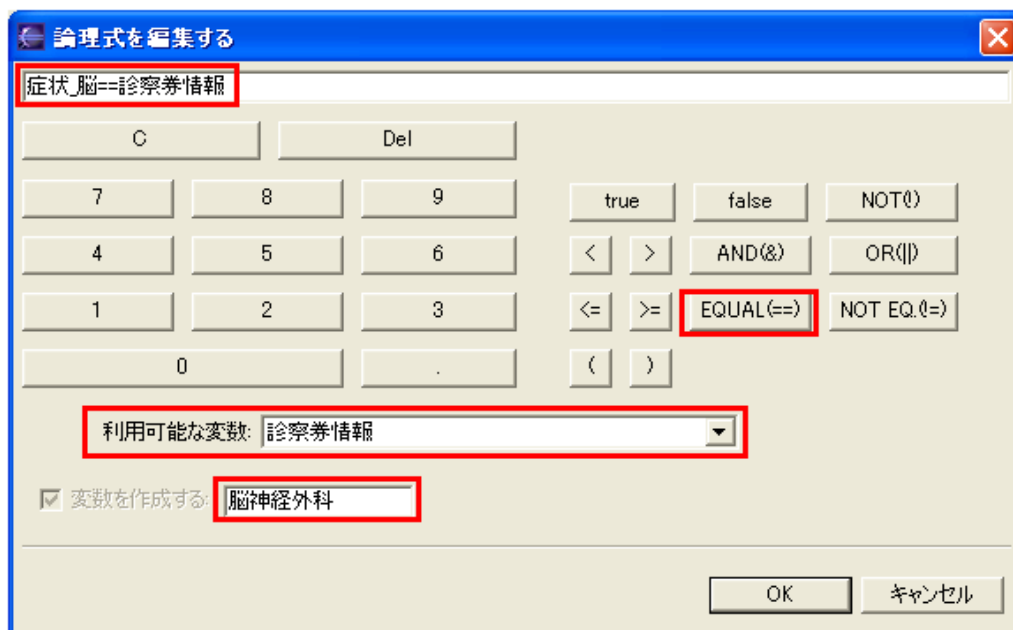 論理式を編集する
症状_脳==診察券情報
C Del
7 8 9 true false NOT(!)
4 5 6 < > AND(&) OR(||)
1 2 3 <= >= EQUAL(==) NOT EQ.(!=)
0 . ( )
利用可能な変数: 診察券情報
変数を作成する: 脳神経外科
OK キャンセル